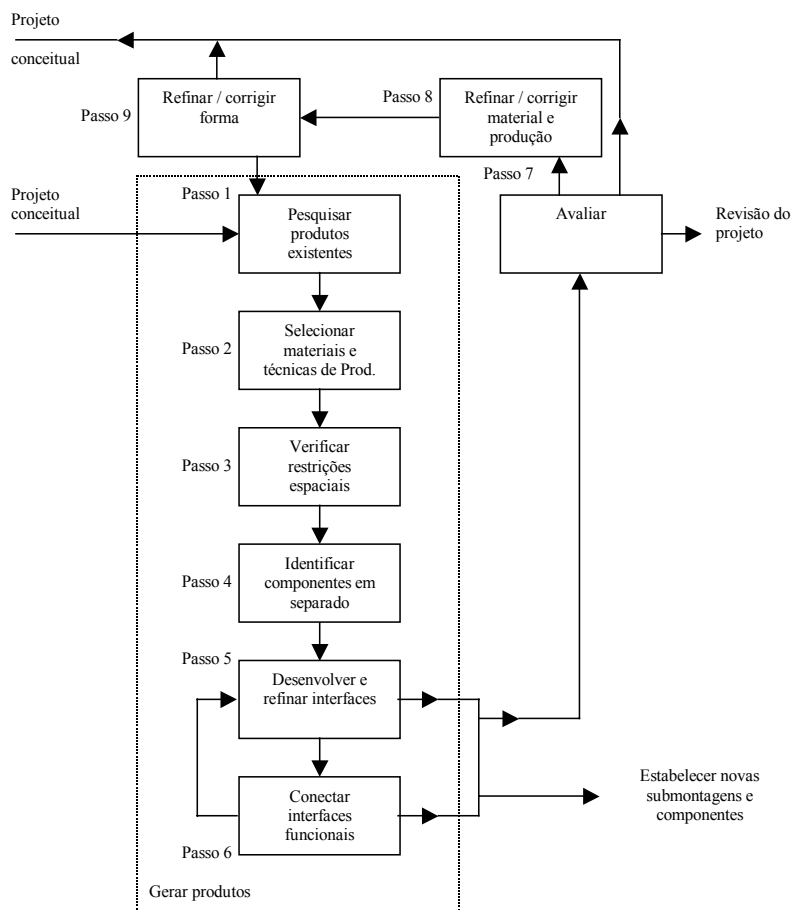 Projeto
conceitual
Passo 9
Refinar / corrigir
forma
Passo 8
Refinar / corrigir
material e
produção
Passo 7
Projeto
conceitual
Passo 1
Pesquisar
produtos
existentes
Avaliar
Revisão do
projeto
Passo 2
Selecionar
materiais e
técnicas de Prod.
Passo 3
Verificar
restrições
espaciais
Passo 4
Identificar
componentes em
separado
Passo 5
Desenvolver e
refinar interfaces
Passo 6
Conectar
interfaces
funcionais
Estabelecer novas
submontagens e
componentes
Gerar produtos